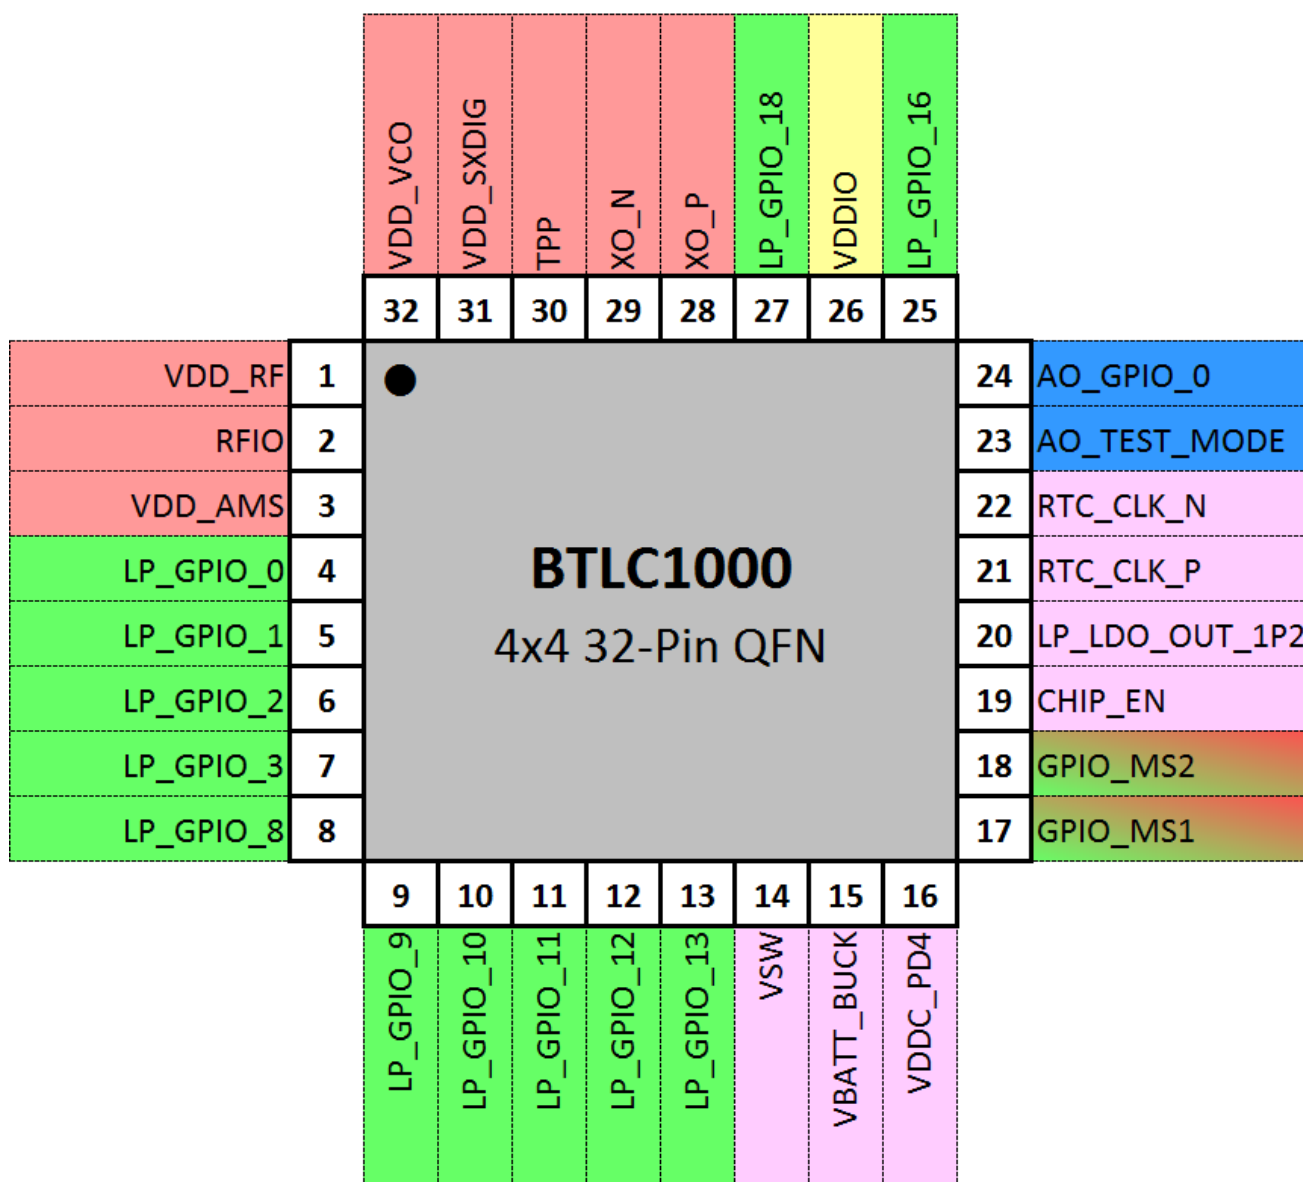 VDD_VCO
VDD_SXDIG
TPP
XO_N
XO_P
LP_GPIO_18
VDDIO
LP_GPIO_16
32 31 30 29 28 27 26 25
VDD_RF 1
RFIO 2
VDD_AMS 3
LP_GPIO_0 4
LP_GPIO_1 5
LP_GPIO_2 6
LP_GPIO_3 7
LP_GPIO_8 8
BTLC1000
4x4 32-Pin QFN
24 AO_GPIO_0
23 AO_TEST_MODE
22 RTC_CLK_N
21 RTC_CLK_P
20 LP_LDO_OUT_1P2
19 CHIP_EN
18 GPIO_MS2
17 GPIO_MS1
9 10 11 12 13 14 15 16
LP_GPIO_9
LP_GPIO_10
LP_GPIO_11
LP_GPIO_12
LP_GPIO_13
VSW
VBATT_BUCK
VDDC_PD4